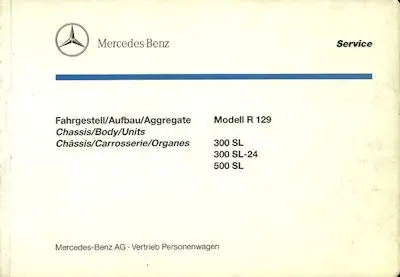 Mercedes-Benz
Service
Fahrgestell/Aufbau/Aggregate Modell R 129
Chassis/Body/Units
Châssis/Carrosserie/Organes 300 SL
300 SL-24
500 SL
Mercedes-Benz AG · Vertrieb Personenwagen